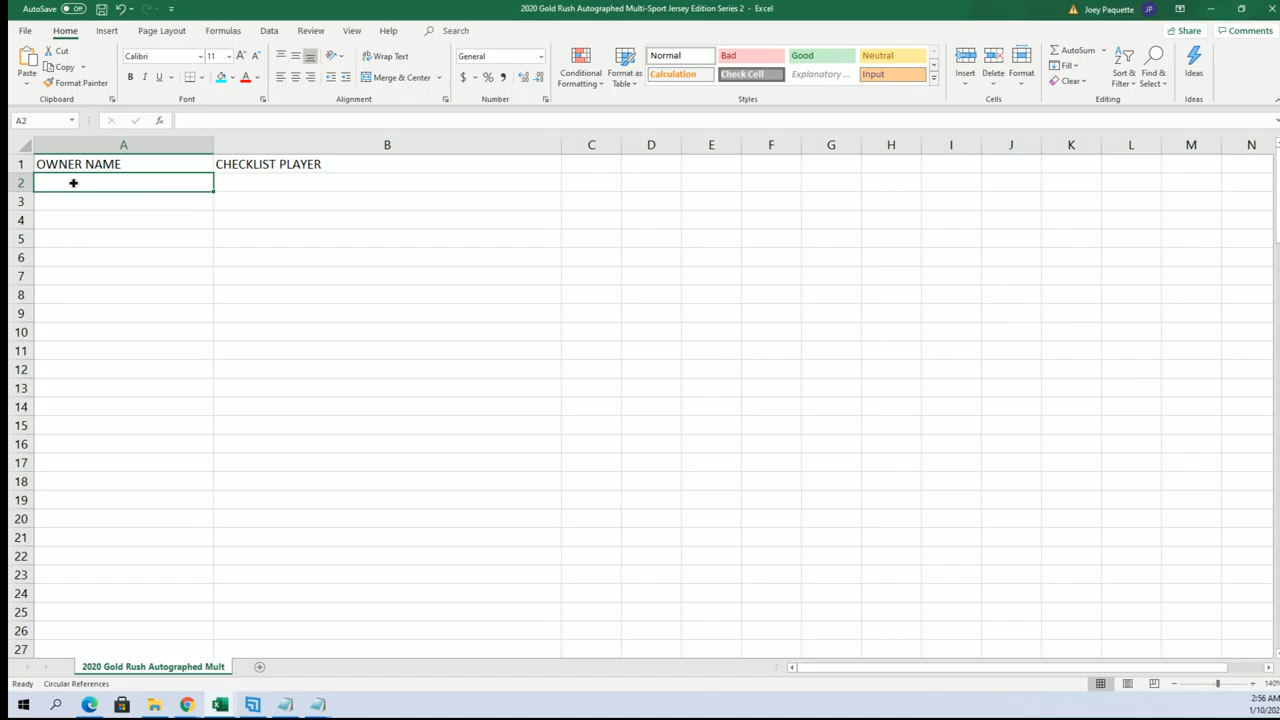 AutoSave Off 2020 Gold Rush Autographed Multi-Sport Jersey Edition Series 2 - Excel Joey Paquette JP
File Home Insert Page Layout Formulas Data Review View Help Search Share Comments
Paste Cut Copy Format Painter Clipboard
Calibri 11 B I U A A A Font
Wrap Text Merge & Center Alignment
General $ % Number
Conditional Formatting Format as Table
Normal Bad Good Neutral
Calculation Check Cell Explanatory ... Input
Styles
Insert Delete Format Cells
AutoSum Fill Clear Sort & Filter Find & Select Editing
Ideas Ideas
A2 fx
A B C D E F G H I J K L M N
1 OWNER NAME CHECKLIST PLAYER
2
3
4
5
6
7
8
9
10
11
12
13
14
15
16
17
18
19
20
21
22
23
24
25
26
27
2020 Gold Rush Autographed Mult
Ready Circular References 140%
2:56 AM